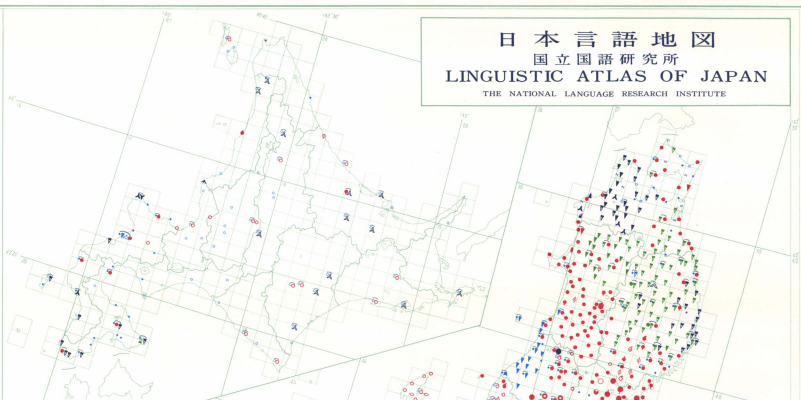 日本言語地図
国立国語研究所
LINGUISTIC ATLAS OF JAPAN
THE NATIONAL LANGUAGE RESEARCH INSTITUTE